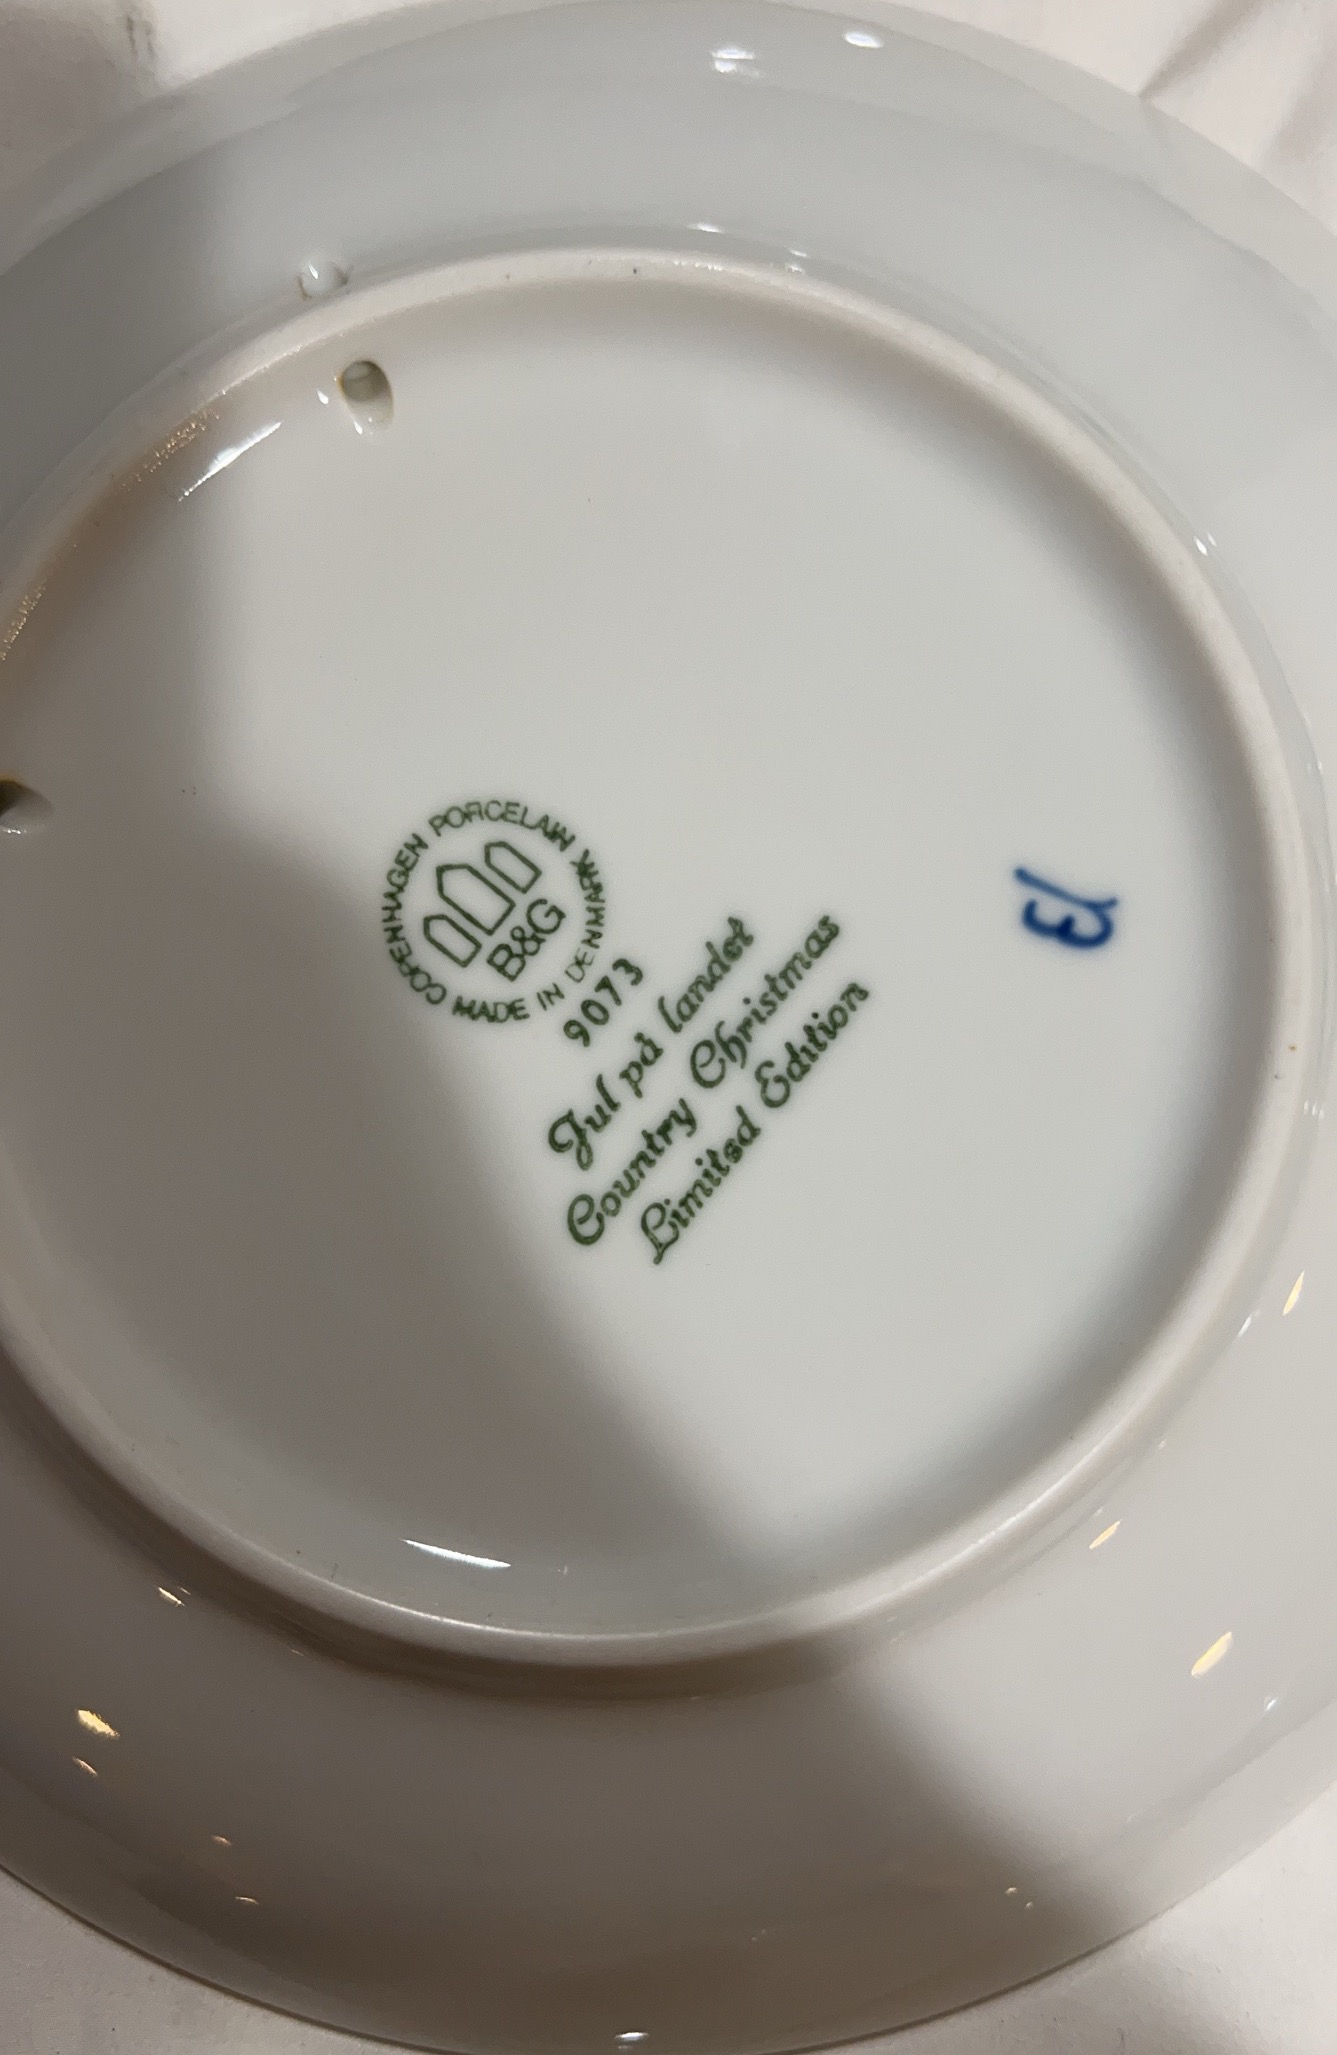 COPENHAGEN PORCELAIN
B&G
MADE IN DENMARK
9073
Jul på landet
Country Christmas
Limited Edition